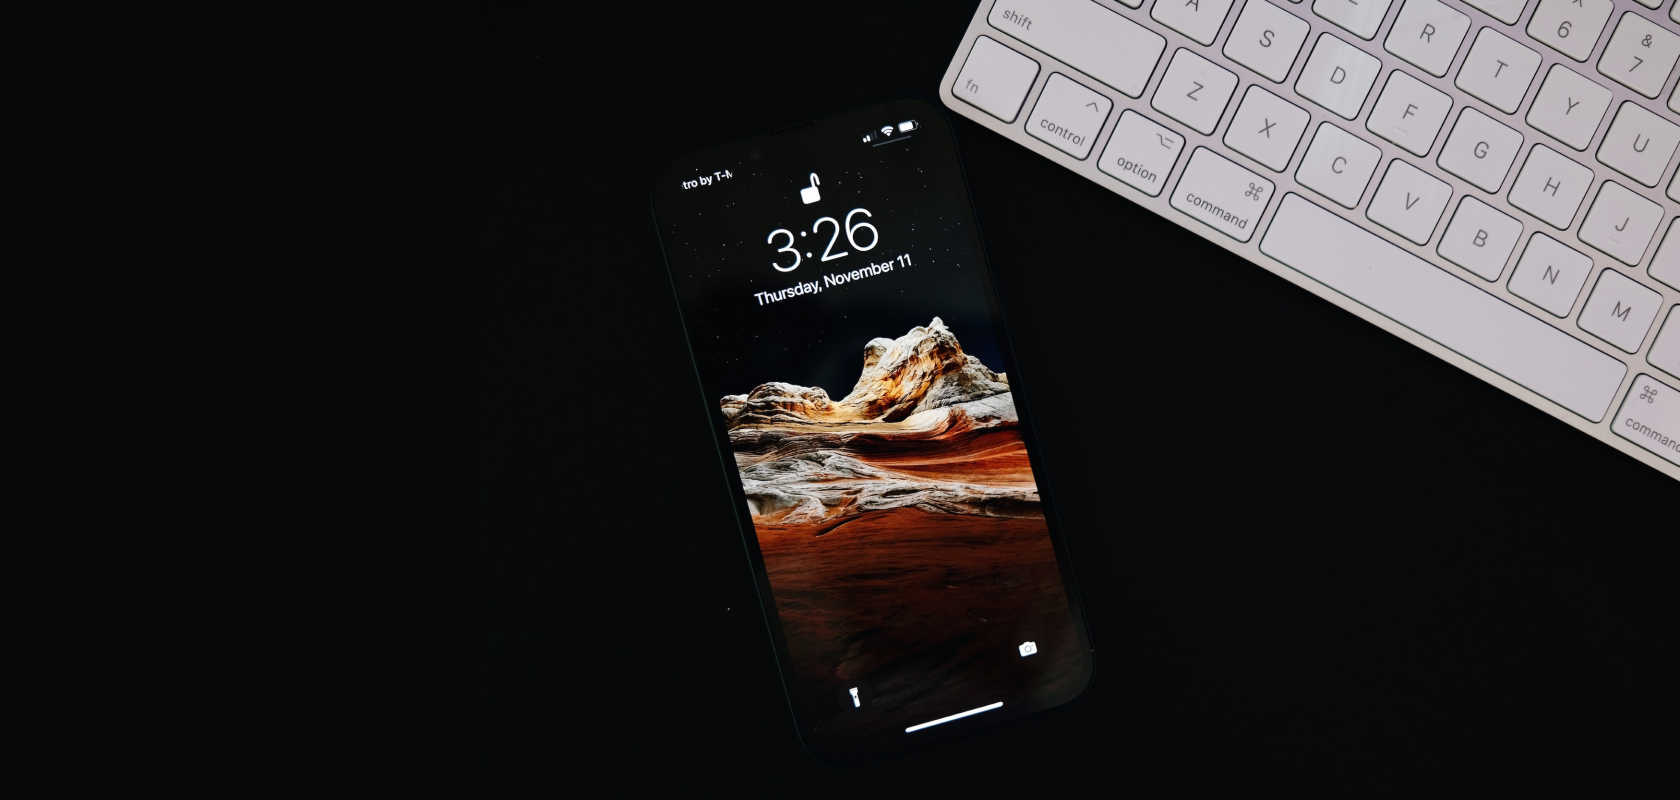 tro by T-M
3:26
Thursday, November 11
shift
A
S
D
F
G
H
J
R
T
Y
U
^
6
&
7
fn
Z
X
C
V
B
N
M
control
option
command
command